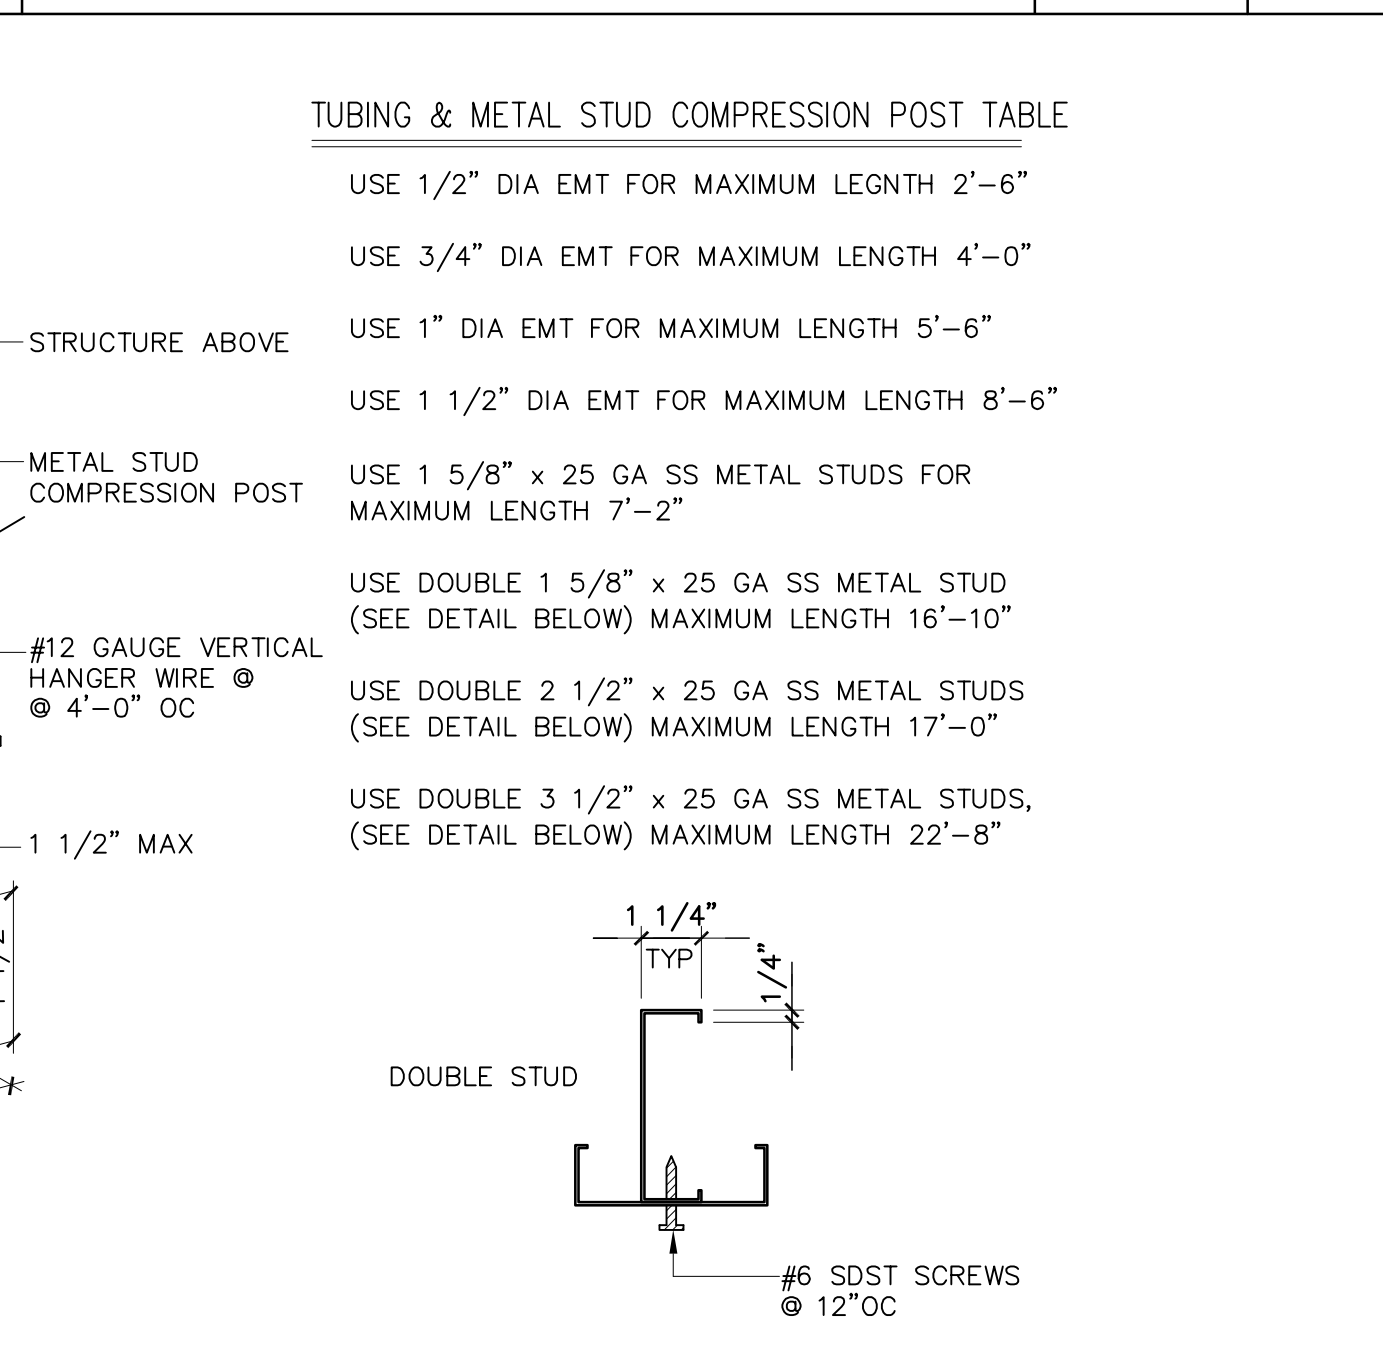 TUBING & METAL STUD COMPRESSION POST TABLE
USE 1/2" DIA EMT FOR MAXIMUM LEGNTH 2'-6"
USE 3/4" DIA EMT FOR MAXIMUM LENGTH 4'-0"
USE 1" DIA EMT FOR MAXIMUM LENGTH 5'-6"
USE 1 1/2" DIA EMT FOR MAXIMUM LENGTH 8'-6"
USE 1 5/8" x 25 GA SS METAL STUDS FOR
MAXIMUM LENGTH 7'-2"
USE DOUBLE 1 5/8" x 25 GA SS METAL STUD
(SEE DETAIL BELOW) MAXIMUM LENGTH 16'-10"
USE DOUBLE 2 1/2" x 25 GA SS METAL STUDS
(SEE DETAIL BELOW) MAXIMUM LENGTH 17'-0"
USE DOUBLE 3 1/2" x 25 GA SS METAL STUDS,
(SEE DETAIL BELOW) MAXIMUM LENGTH 22'-8"
STRUCTURE ABOVE
METAL STUD
COMPRESSION POST
#12 GAUGE VERTICAL
HANGER WIRE @
@ 4'-0" OC
1 1/2" MAX
1 1/4"
TYP
1/4"
DOUBLE STUD
#6 SDST SCREWS
@ 12"OC